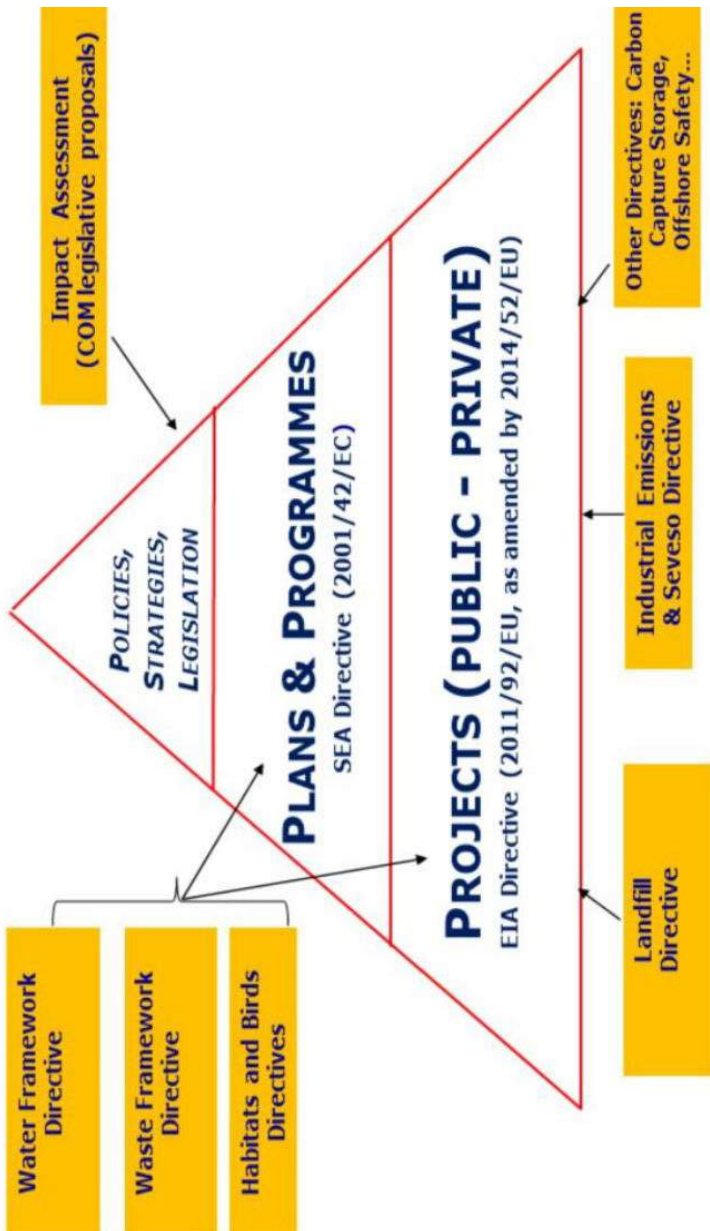 Water Framework
Directive
Waste Framework
Directive
Habitats and Birds
Directives
Impact Assessment
(COM legislative proposals)
POLICIES,
STRATEGIES,
LEGISLATION
PLANS & PROGRAMMES
SEA Directive (2001/42/EC)
PROJECTS (PUBLIC - PRIVATE)
EIA Directive (2011/92/EU, as amended by 2014/52/EU)
Landfill
Directive
Industrial Emissions
& Seveso Directive
Other Directives: Carbon
Capture Storage,
Offshore Safety...